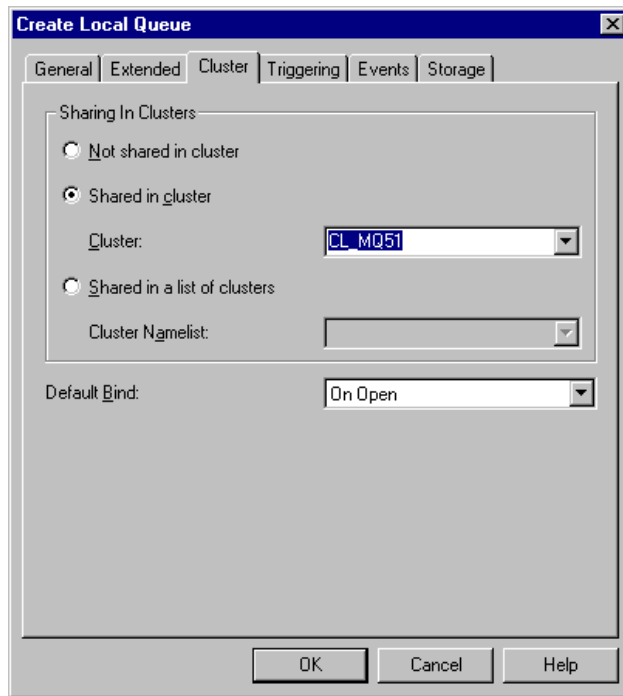 Create Local Queue
General Extended Cluster Triggering Events Storage
Sharing In Clusters
Not shared in cluster
Shared in cluster
Cluster: CL_MQ51
Shared in a list of clusters
Cluster Namelist:
Default Bind: On Open
OK Cancel Help